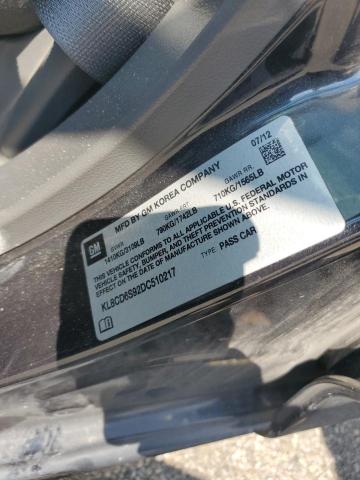 MFD BY GM KOREA COMPANY 07/12
GM GVWR GAWR FRT GAWR RR
1410KG/3109LB 790KG/1742LB 710KG/1565LB
THIS VEHICLE CONFORMS TO ALL APPLICABLE U.S. FEDERAL MOTOR
VEHICLE SAFETY, BUMPER, AND THEFT PREVENTION STANDARDS IN
EFFECT ON THE DATE OF MANUFACTURE SHOWN ABOVE.
KL8CD6S92DC510217 TYPE: PASS CAR